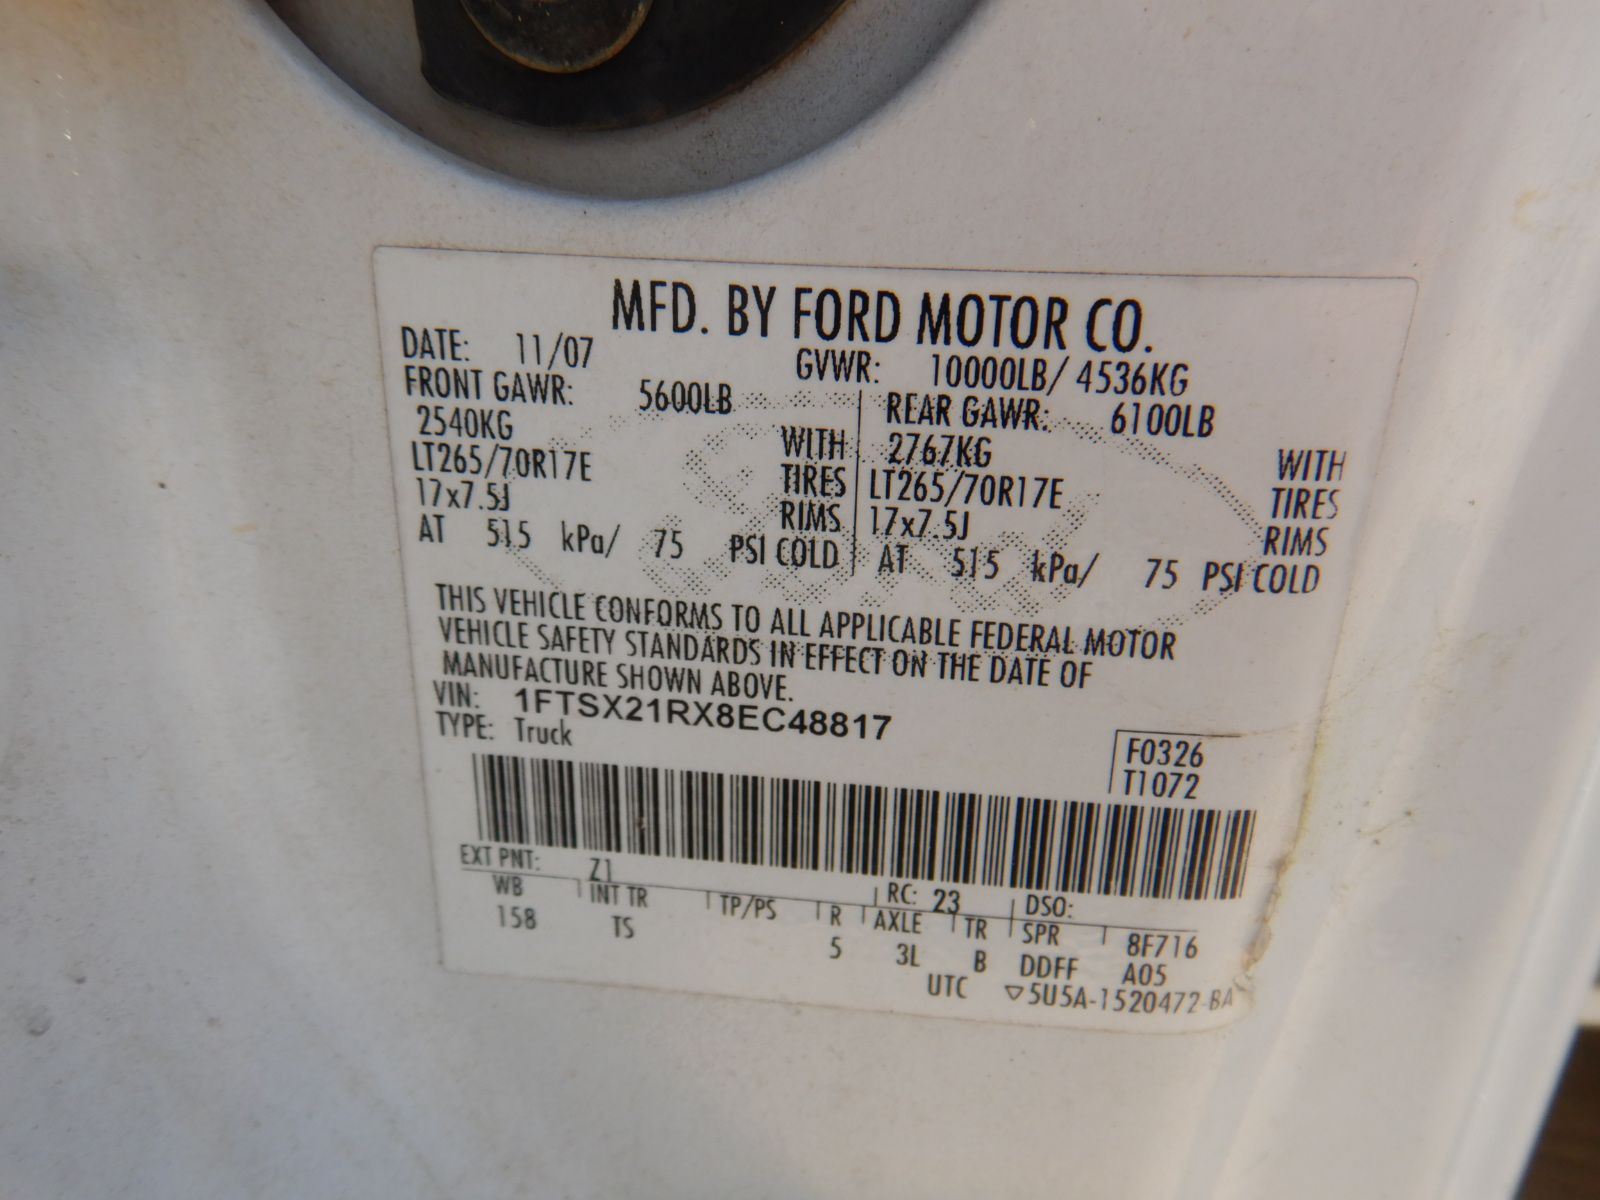 MFD. BY FORD MOTOR CO.
DATE: 11/07 GVWR: 10000LB/ 4536KG
FRONT GAWR: 5600LB REAR GAWR: 6100LB
2540KG WITH 2767KG WITH
LT265/70R17E TIRES LT265/70R17E TIRES
17x7.5J RIMS 17x7.5J RIMS
AT 515 kPa/ 75 PSI COLD AT 515 kPa/ 75 PSI COLD
THIS VEHICLE CONFORMS TO ALL APPLICABLE FEDERAL MOTOR
VEHICLE SAFETY STANDARDS IN EFFECT ON THE DATE OF
MANUFACTURE SHOWN ABOVE.
VIN: 1FTSX21RX8EC48817
TYPE: Truck
F0326
T1072
EXT PNT: Z1 RC: 23 DSO:
WB INT TR TP/PS R AXLE TR SPR 8F716
158 TS 5 3L B DDFF A05
UTC ▽5U5A-1520472-BA